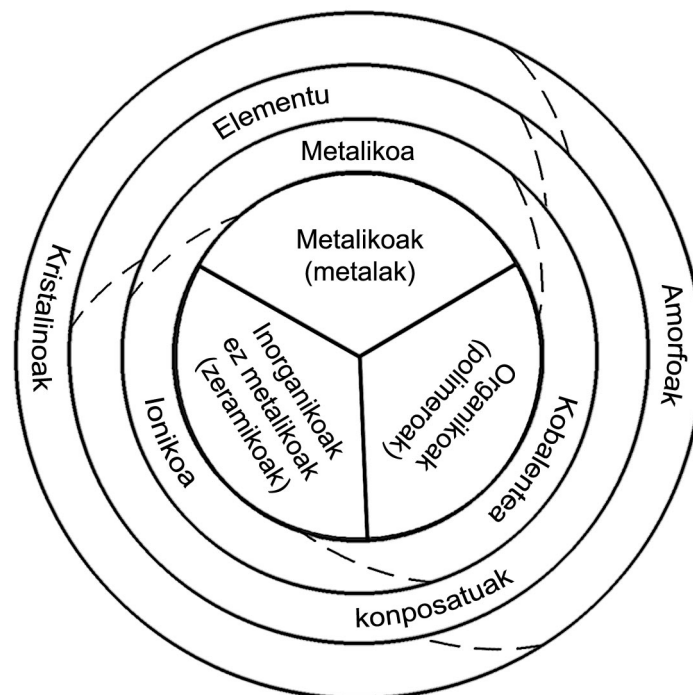 Elementu
Metalikoa
Metalikoak
(metalak)
Kristalinoak
Amorfoak
Inorganikoak
ez metalikoak
(zeramikoak)
Organikoak
(polimeroak)
Ionikoa
Kobalentea
konposatuak